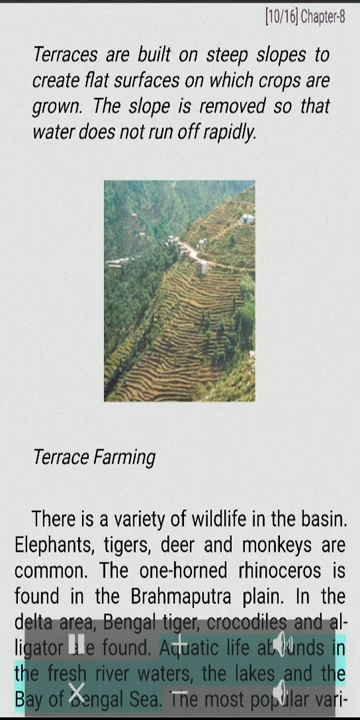 [10/16] Chapter-8
Terraces are built on steep slopes to
create flat surfaces on which crops are
grown. The slope is removed so that
water does not run off rapidly.
Terrace Farming
There is a variety of wildlife in the basin.
Elephants, tigers, deer and monkeys are
common. The one-horned rhinoceros is
found in the Brahmaputra plain. In the
delta area, Bengal tiger, crocodiles and al-
ligator are found. Aquatic life abounds in
the fresh river waters, the lakes and the
Bay of Bengal Sea. The most popular vari-